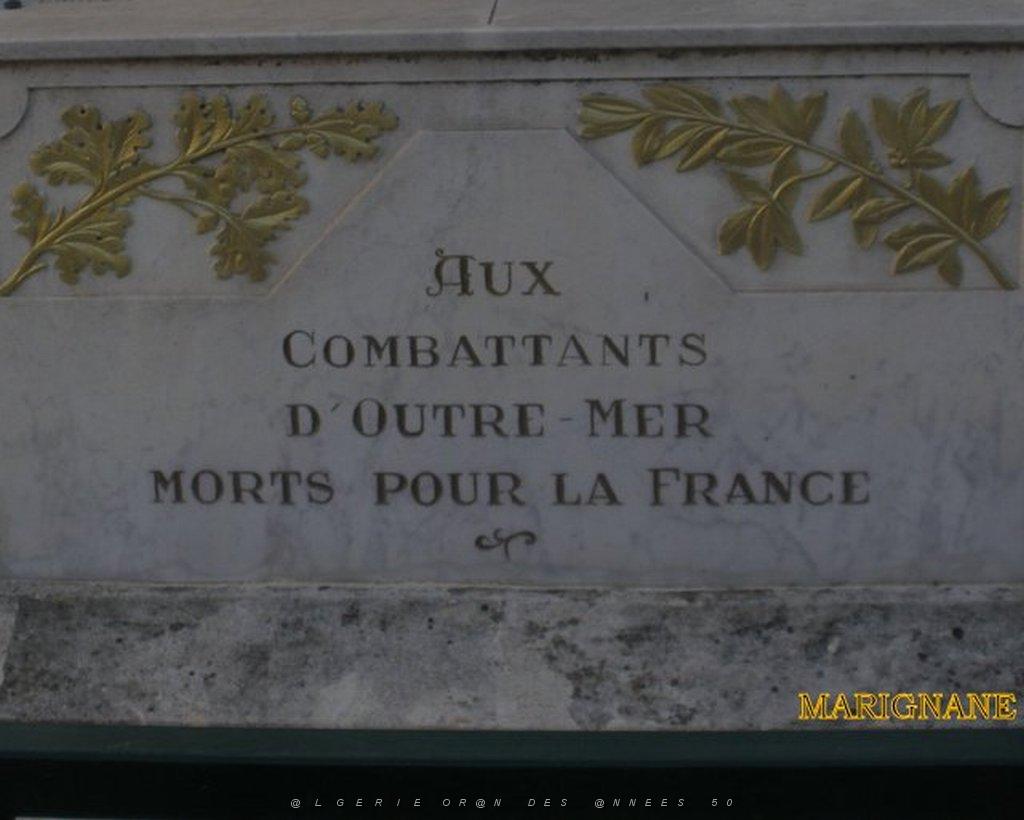 AUX
COMBATTANTS
D'OUTRE-MER
MORTS POUR LA FRANCE
MARIGNANE
@LGERIE OR@N DES @NNEES 50